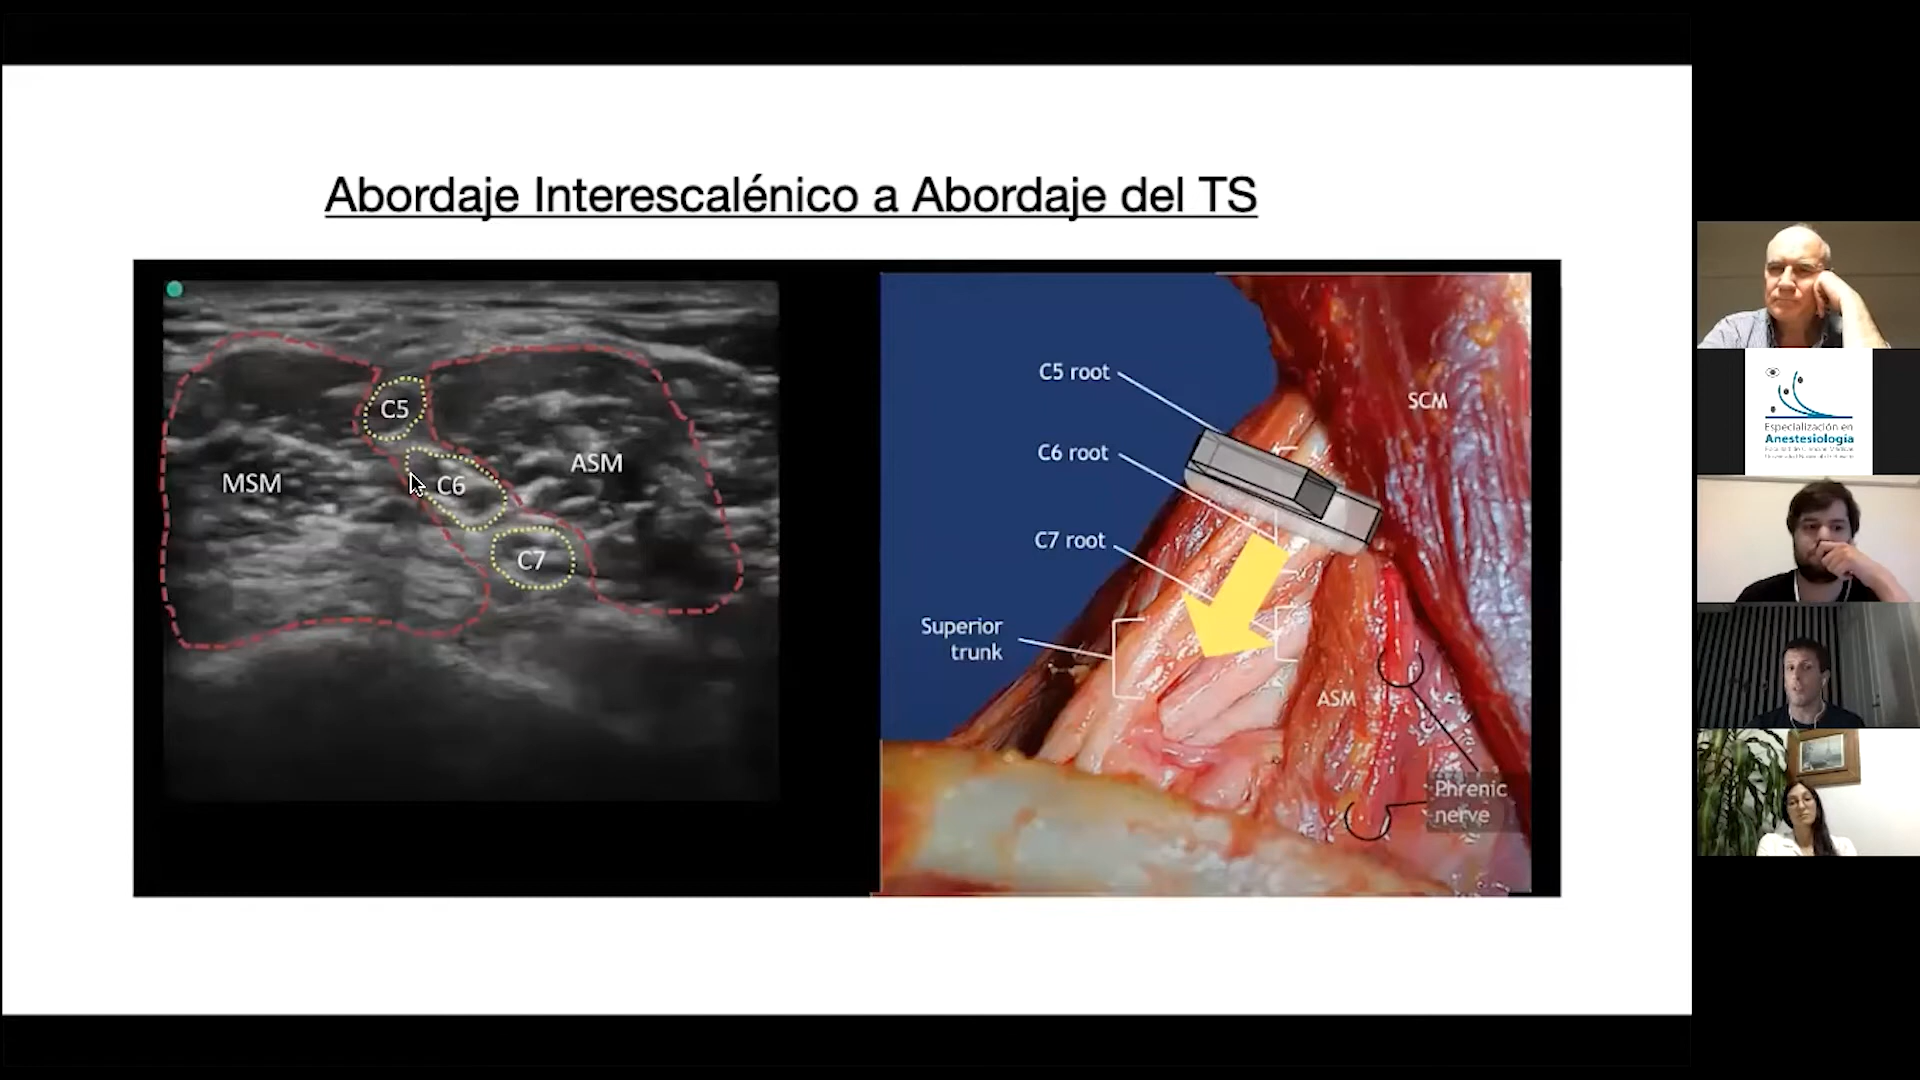 Abordaje Interescalénico a Abordaje del TS
C5
C6
C7
MSM
ASM
C5 root
C6 root
C7 root
Superior
trunk
SCM
ASM
Phrenic
nerve
Especialización en
Anestesiología